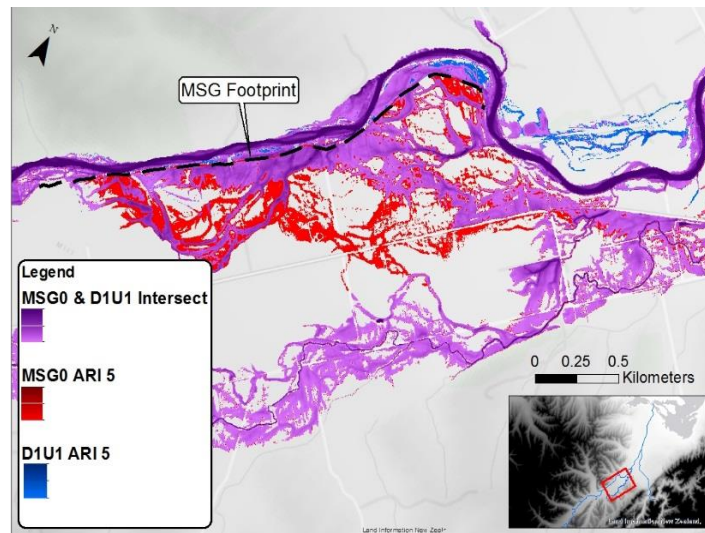 N
MSG Footprint
Legend
MSG0 & D1U1 Intersect
MSG0 ARI 5
D1U1 ARI 5
0 0.25 0.5
Kilometers
Land Information New Zealand,